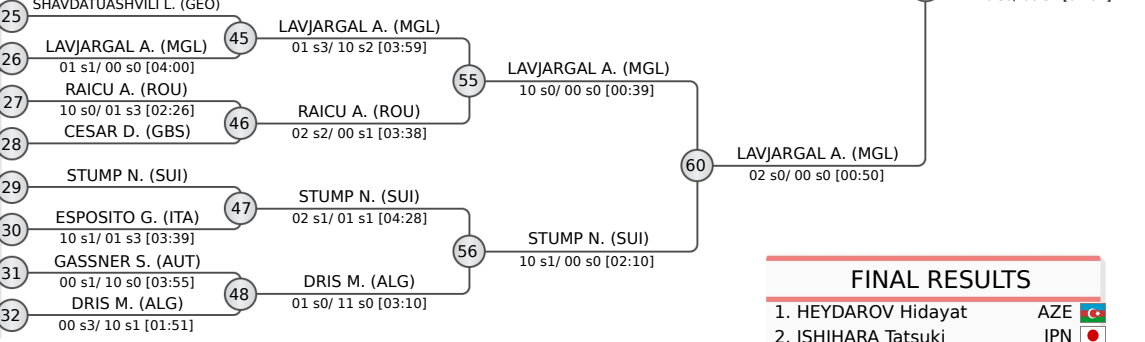 25
SHAVDATUASHVILI L. (GEO)
45
LAVJARGAL A. (MGL)
01 s3/ 10 s2 [03:59]
26
LAVJARGAL A. (MGL)
01 s1/ 00 s0 [04:00]
55
LAVJARGAL A. (MGL)
10 s0/ 00 s0 [00:39]
27
RAICU A. (ROU)
10 s0/ 01 s3 [02:26]
46
RAICU A. (ROU)
02 s2/ 00 s1 [03:38]
28
CESAR D. (GBS)
60
LAVJARGAL A. (MGL)
02 s0/ 00 s0 [00:50]
29
STUMP N. (SUI)
47
STUMP N. (SUI)
02 s1/ 01 s1 [04:28]
30
ESPOSITO G. (ITA)
10 s1/ 01 s3 [03:39]
56
STUMP N. (SUI)
10 s1/ 00 s0 [02:10]
31
GASSNER S. (AUT)
00 s1/ 10 s0 [03:55]
48
DRIS M. (ALG)
01 s0/ 11 s0 [03:10]
32
DRIS M. (ALG)
00 s3/ 10 s1 [01:51]
FINAL RESULTS
1. HEYDAROV Hidayat AZE
2. ISHIHARA Tatsuki JPN